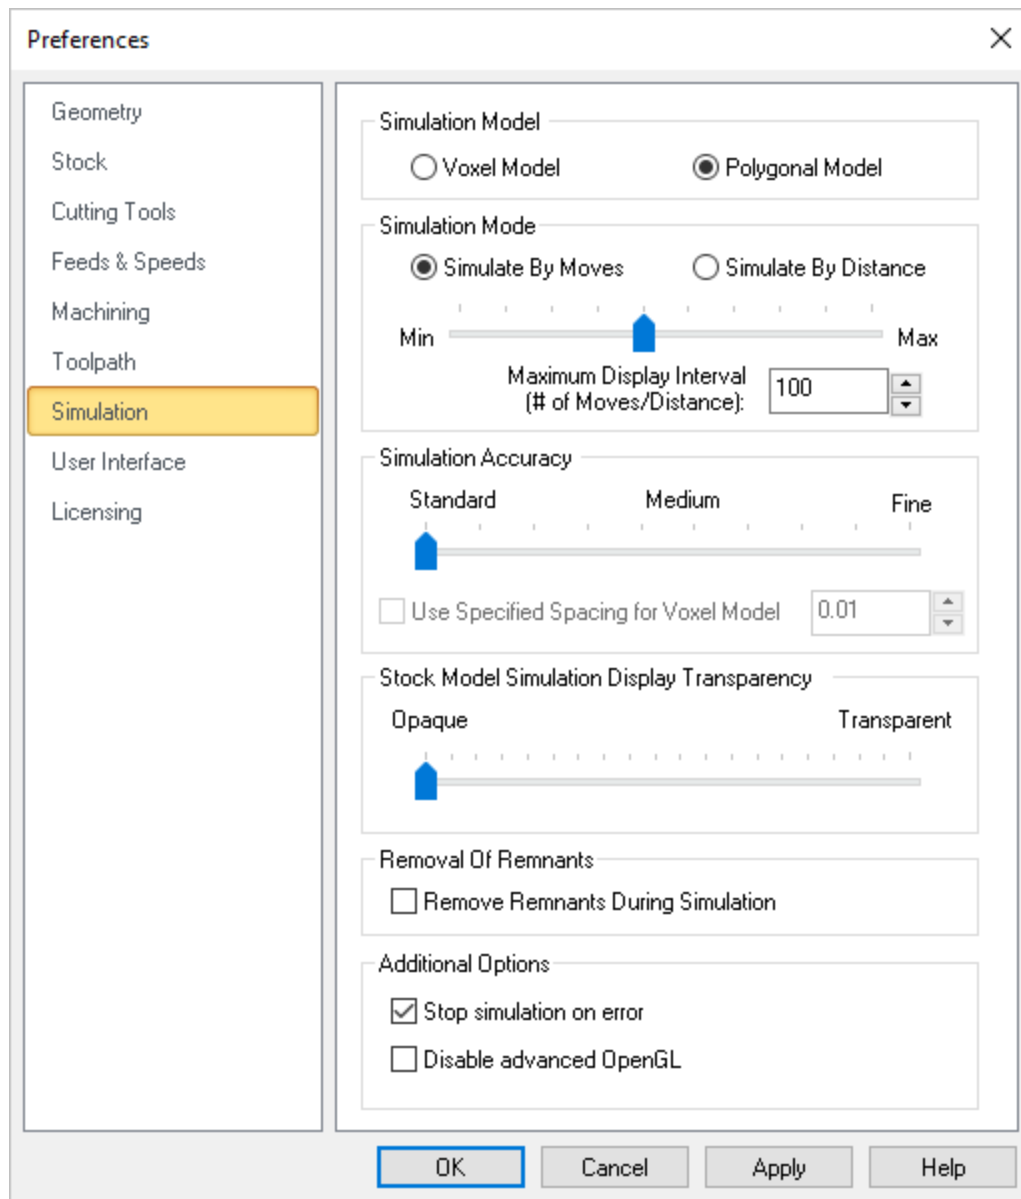 Preferences
Geometry
Stock
Cutting Tools
Feeds & Speeds
Machining
Toolpath
Simulation
User Interface
Licensing
Simulation Model
Voxel Model
Polygonal Model
Simulation Mode
Simulate By Moves
Simulate By Distance
Min
Max
Maximum Display Interval
(# of Moves/Distance):
100
Simulation Accuracy
Standard
Medium
Fine
Use Specified Spacing for Voxel Model
0.01
Stock Model Simulation Display Transparency
Opaque
Transparent
Removal Of Remnants
Remove Remnants During Simulation
Additional Options
Stop simulation on error
Disable advanced OpenGL
OK
Cancel
Apply
Help